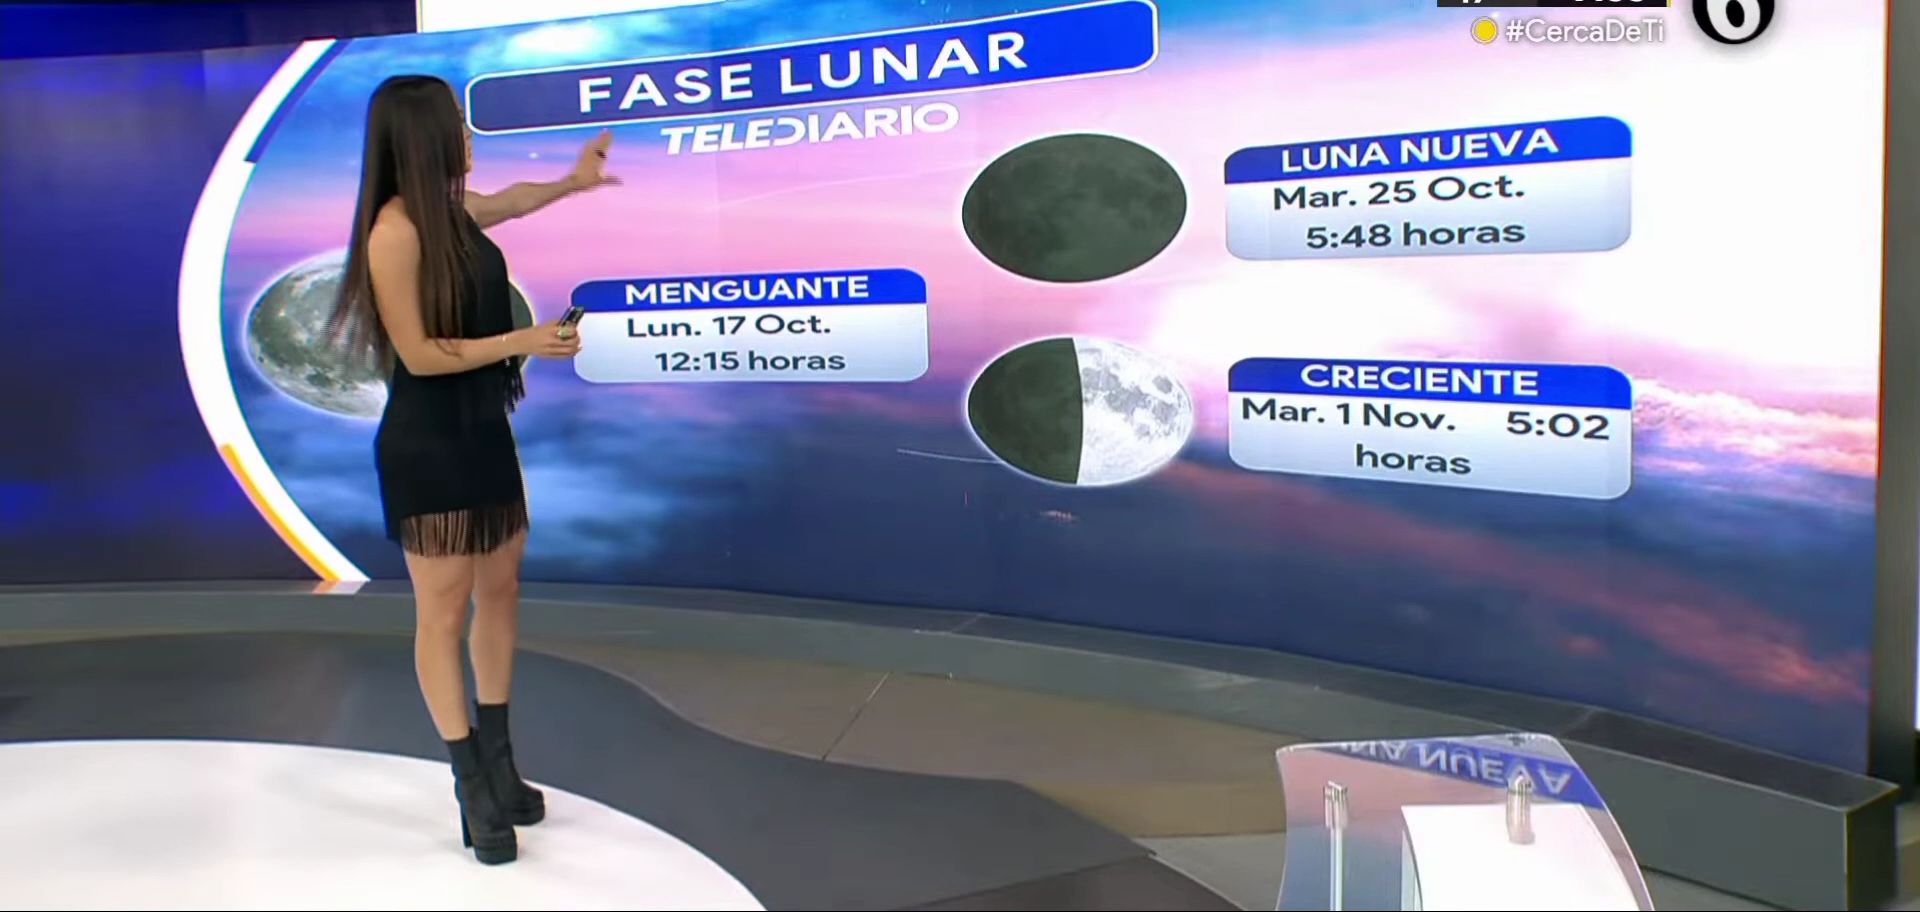 #CercaDeTi
6
FASE LUNAR
TELEDIARIO
MENGUANTE
Lun. 17 Oct.
12:15 horas
LUNA NUEVA
Mar. 25 Oct.
5:48 horas
CRECIENTE
Mar. 1 Nov. 5:02
horas
NUEVA